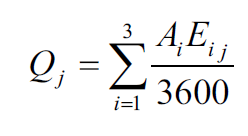 Q_j = \sum_{i=1}^{3} \frac{A_i E_{ij}}{3600}